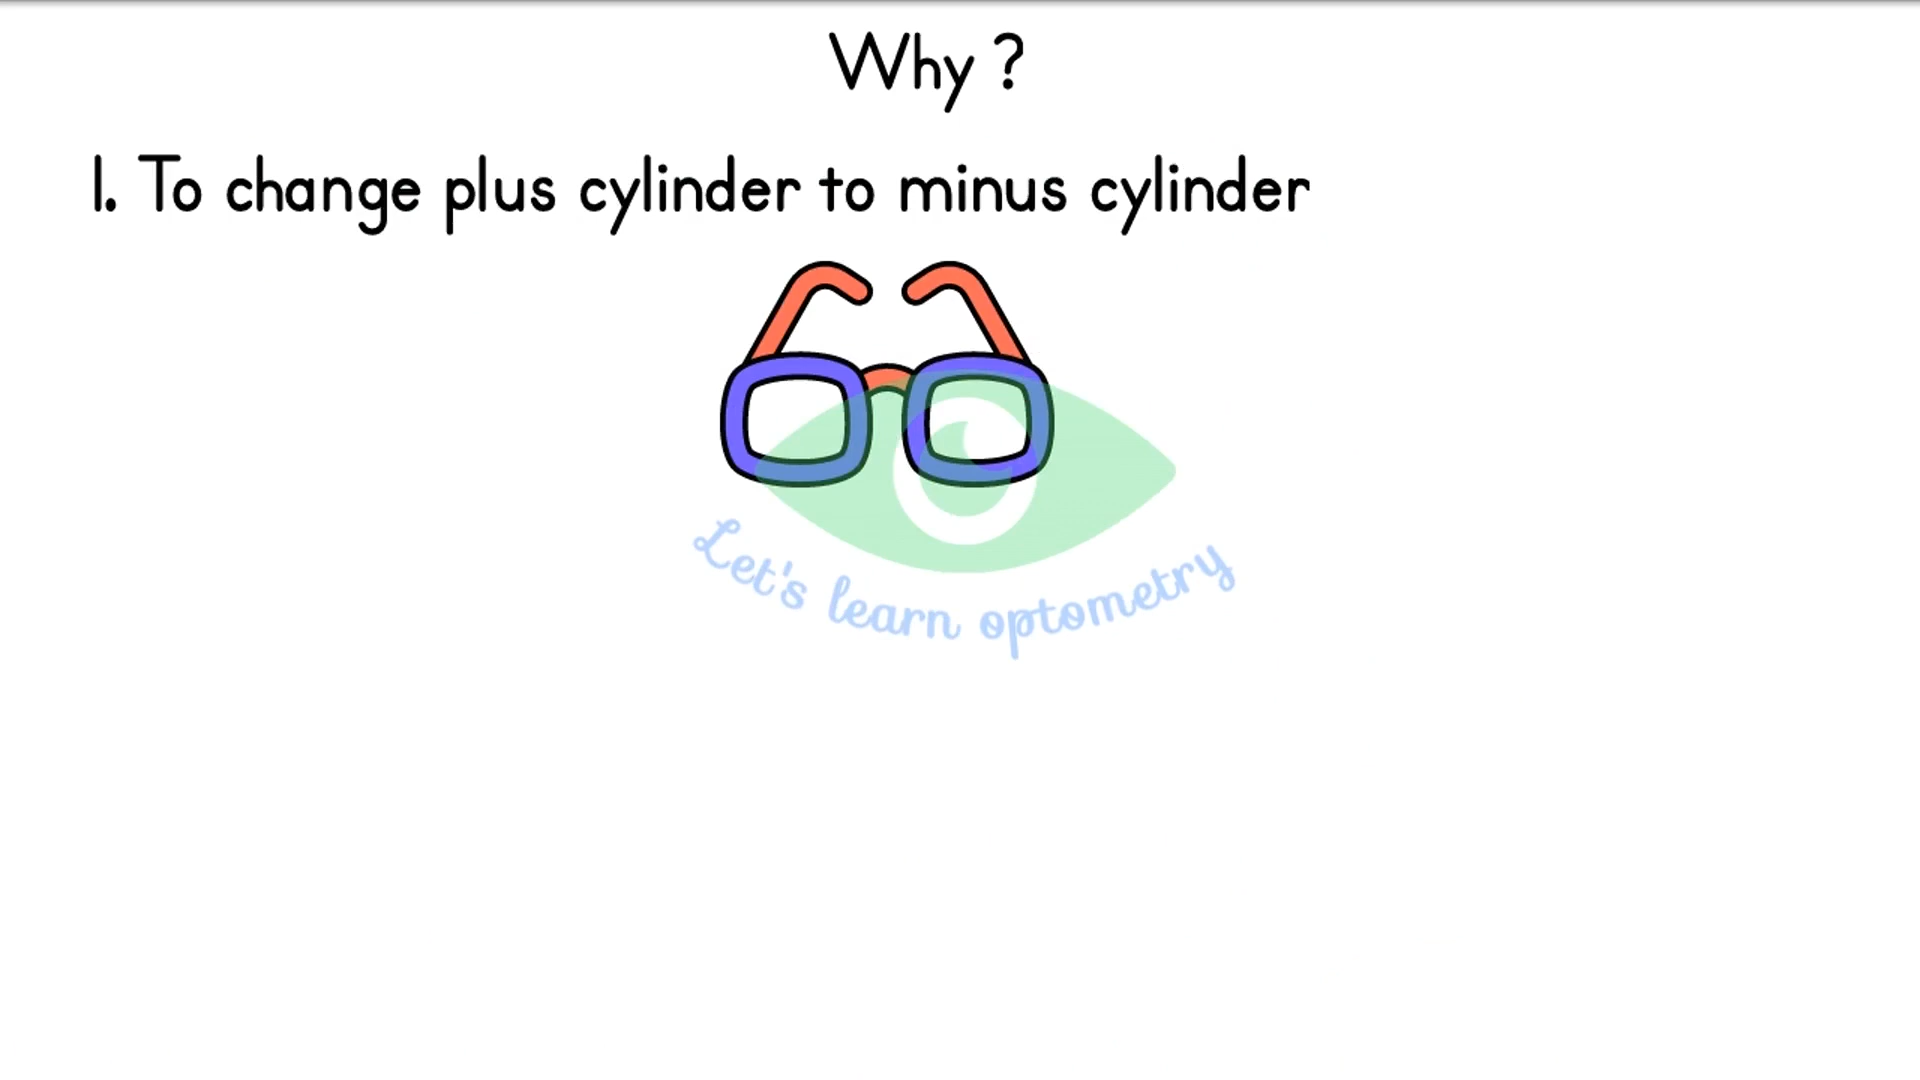 Why ?
1. To change plus cylinder to minus cylinder
Let's learn optometry